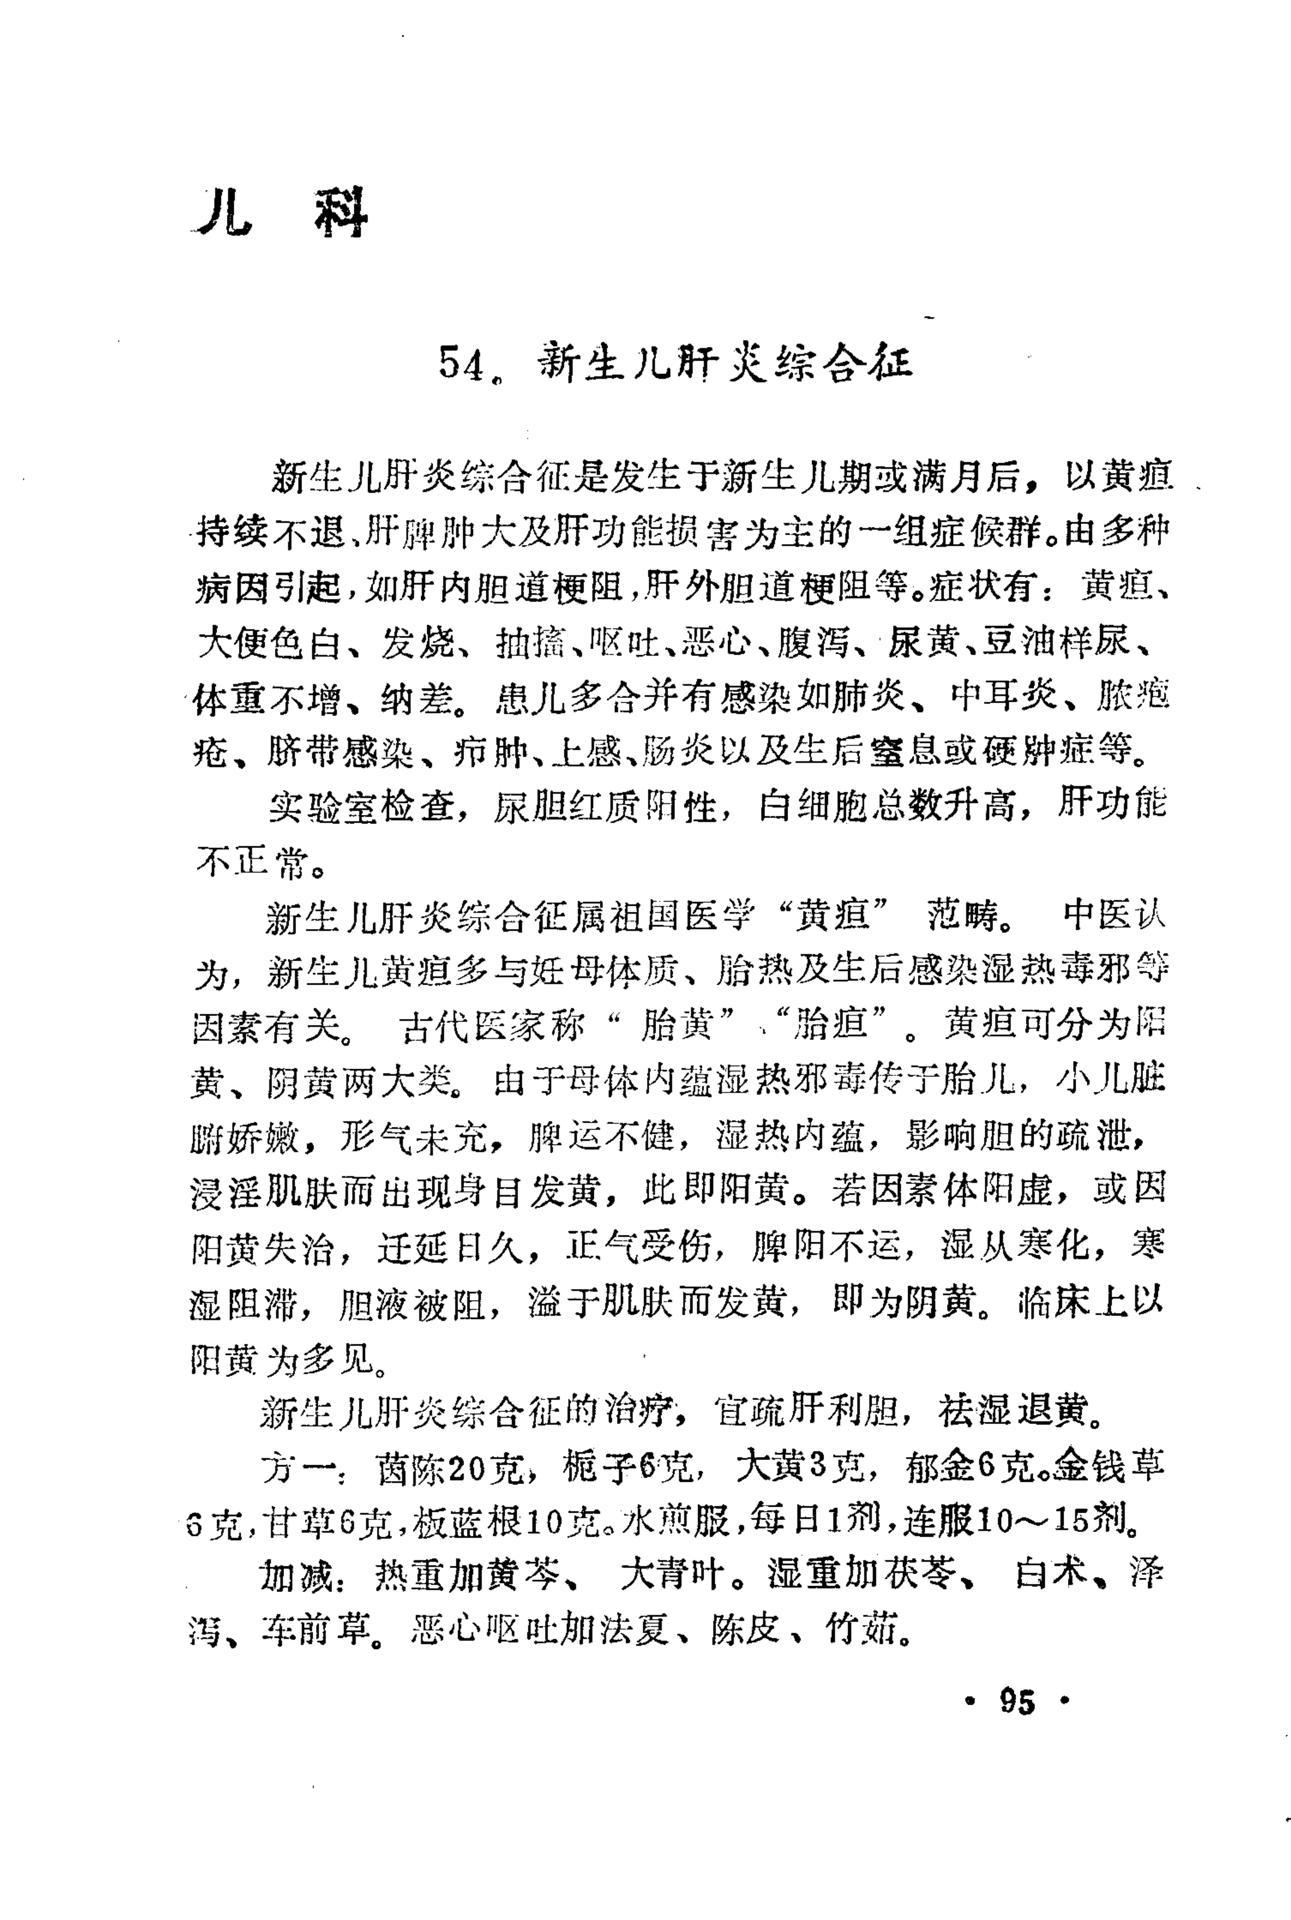 儿 科
54。新生儿肝炎综合征
新生儿肝炎综合征是发生于新生儿期或满月后，以黄疸
持续不退、肝脾肿大及肝功能损害为主的一组症候群。由多种
病因引起，如肝内胆道梗阻，肝外胆道梗阻等。症状有：黄疸、
大便色白、发烧、抽搐、呕吐、恶心、腹泻、尿黄、豆油样尿、
体重不增、纳差。患儿多合并有感染如肺炎、中耳炎、脓疱
疮、脐带感染、疖肿、上感、肠炎以及生后窒息或硬肿症等。
实验室检查，尿胆红质阳性，白细胞总数升高，肝功能
不正常。
新生儿肝炎综合征属祖国医学“黄疸”范畴。中医认
为，新生儿黄疸多与妊母体质、胎热及生后感染湿热毒邪等
因素有关。古代医家称“胎黄”、“胎疸”。黄疸可分为阳
黄、阴黄两大类。由于母体内蕴湿热邪毒传于胎儿，小儿脏
腑娇嫩，形气未充，脾运不健，湿热内蕴，影响胆的疏泄，
浸淫肌肤而出现身目发黄，此即阳黄。若因素体阳虚，或因
阳黄失治，迁延日久，正气受伤，脾阳不运，湿从寒化，寒
湿阻滞，胆液被阻，溢于肌肤而发黄，即为阴黄。临床上以
阳黄为多见。
新生儿肝炎综合征的治疗，宜疏肝利胆，祛湿退黄。
方一：茵陈20克，栀子6克，大黄3克，郁金6克。金钱草
6克，甘草6克，板蓝根10克。水煎服，每日1剂，连服10～15剂。
加减：热重加黄芩、大青叶。湿重加茯苓、白术、泽
泻、车前草。恶心呕吐加法夏、陈皮、竹茹。
· 95 ·